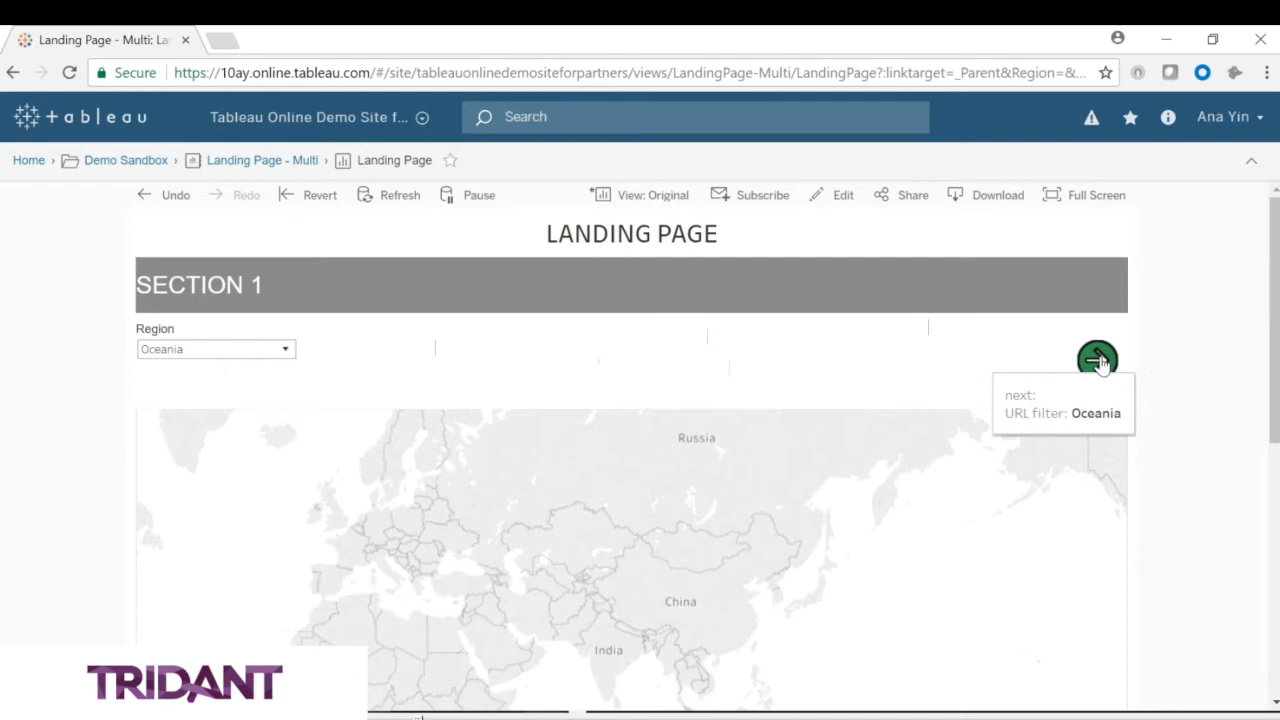 Landing Page - Multi: La
Secure https://10ay.online.tableau.com/#/site/tableauonlinedemositeforpartners/views/LandingPage-Multi/LandingPage?:linktarget=_Parent&Region=&...
+ a b l e a u Tableau Online Demo Site f... Search Ana Yin
Home › Demo Sandbox › Landing Page - Multi › Landing Page
Undo Redo Revert Refresh Pause View: Original Subscribe Edit Share Download Full Screen
LANDING PAGE
SECTION 1
Region
Oceania
next:
URL filter: Oceania
Russia
China
India
TRIDANT